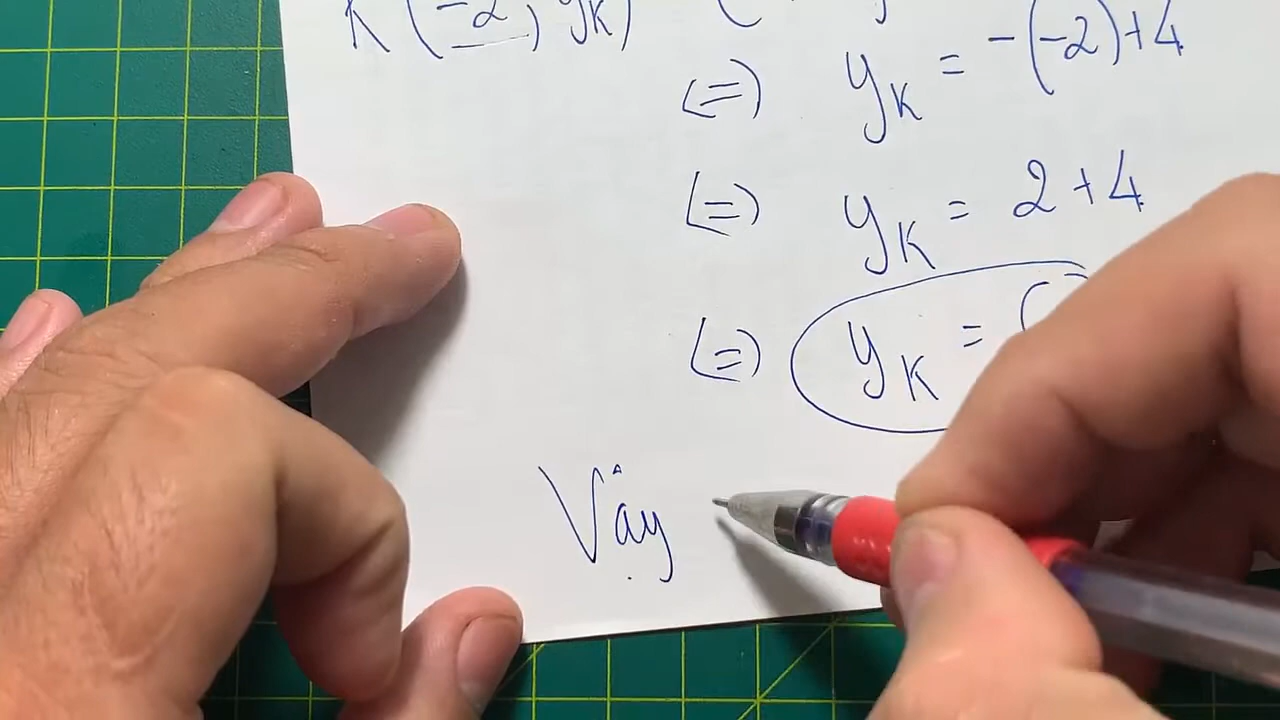 K (-2, yK)
(=) yK = -(-2)+4
(=) yK = 2+4
(=) yK =
Vậy